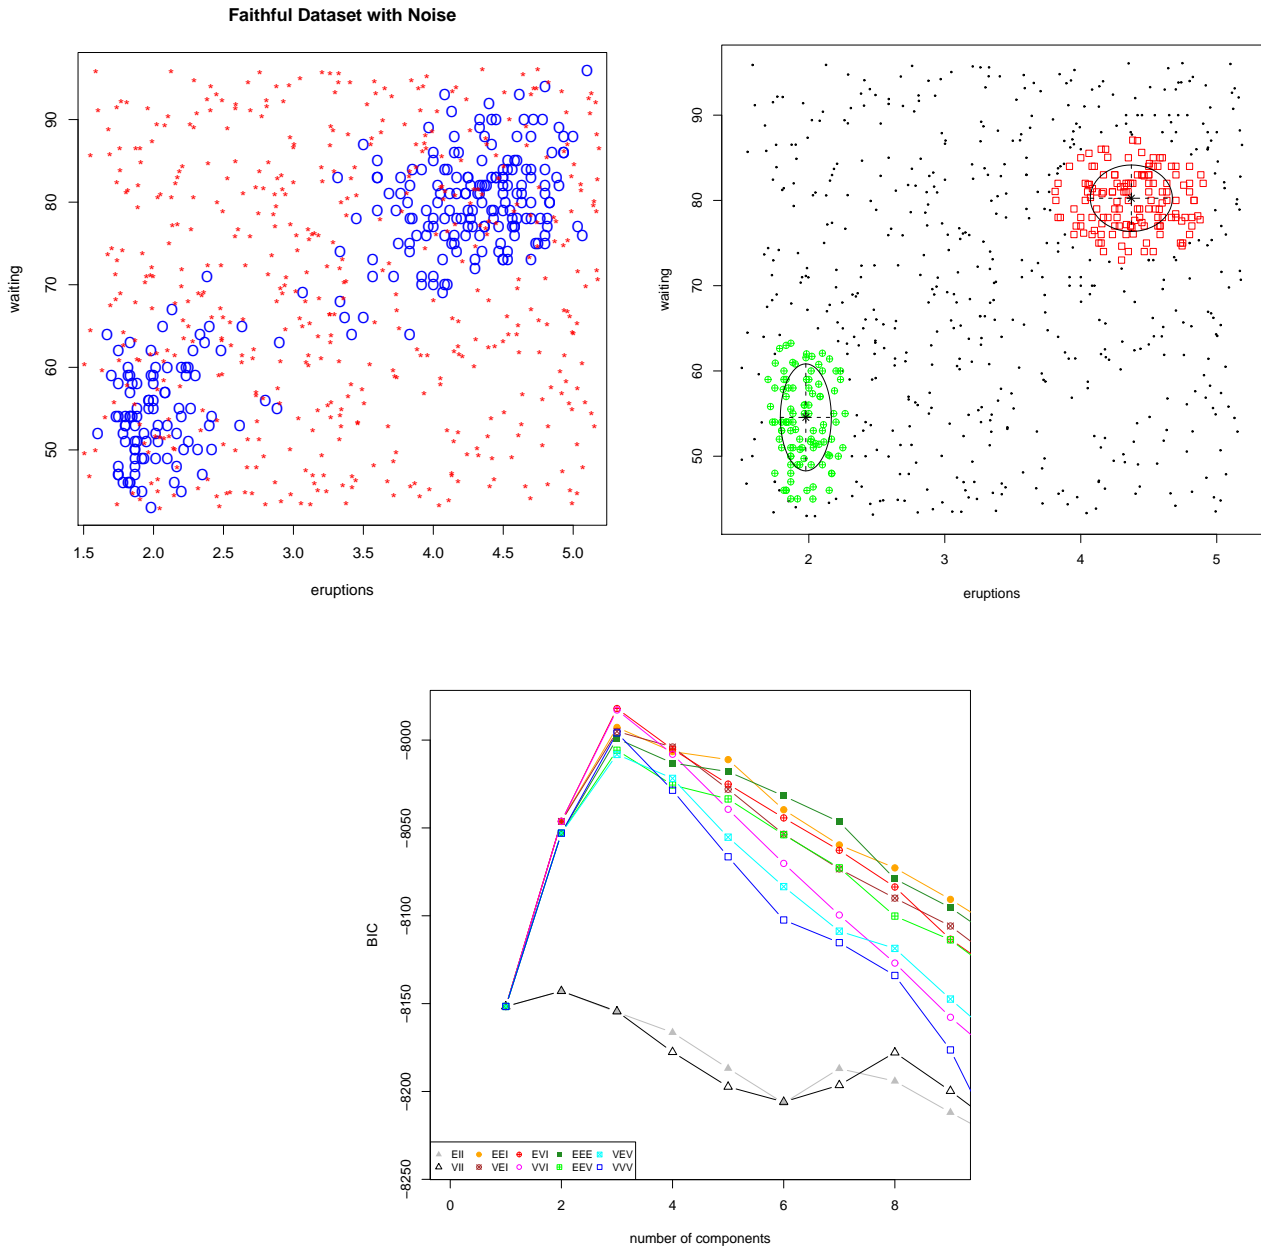 Faithful Dataset with Noise
waiting
90
80
70
60
50
1.5 2.0 2.5 3.0 3.5 4.0 4.5 5.0
eruptions
waiting
90
80
70
60
50
2 3 4 5
eruptions
BIC
-8000
-8050
-8100
-8150
-8200
-8250
EII EEI EVI EEE VEV
VII VEI VVI EEV VVV
0 2 4 6 8
number of components